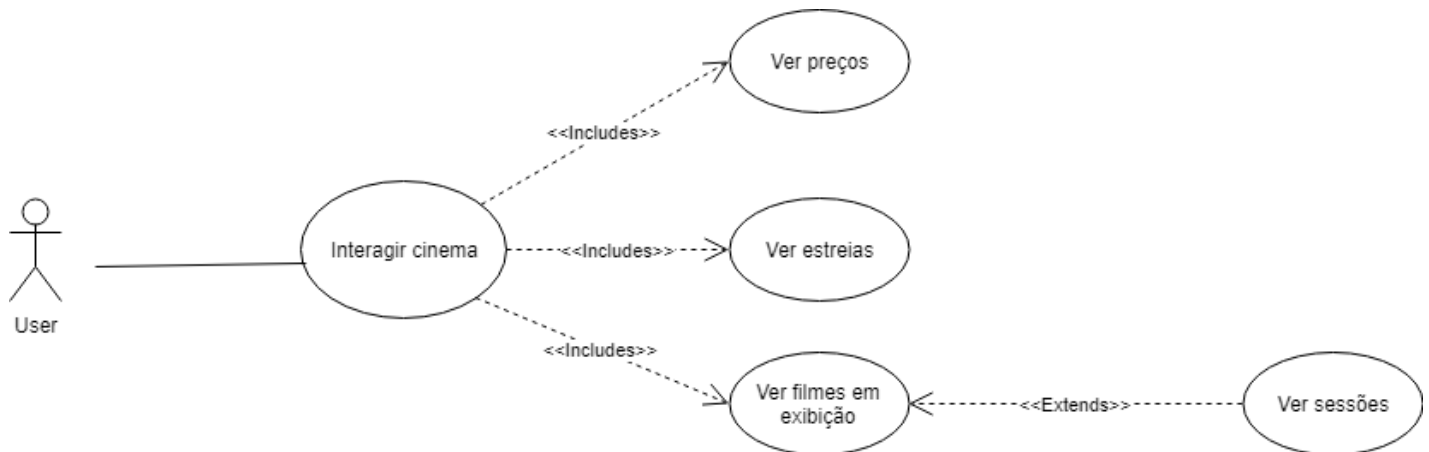 Ver preços
<<Includes>>
Interagir cinema
<<Includes>>
Ver estreias
User
<<Includes>>
Ver filmes em
exibição
<<Extends>>
Ver sessões